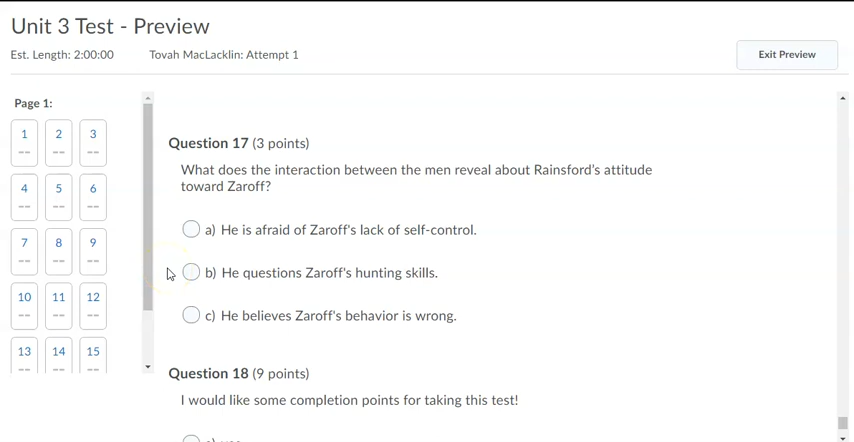 Unit 3 Test - Preview
Est. Length: 2:00:00 Tovah MacLacklin: Attempt 1
Exit Preview
Page 1:
1 2 3
-- -- --
4 5 6
-- -- --
7 8 9
-- -- --
10 11 12
-- -- --
13 14 15
-- -- --
Question 17 (3 points)
What does the interaction between the men reveal about Rainsford's attitude
toward Zaroff?
a) He is afraid of Zaroff's lack of self-control.
b) He questions Zaroff's hunting skills.
c) He believes Zaroff's behavior is wrong.
Question 18 (9 points)
I would like some completion points for taking this test!